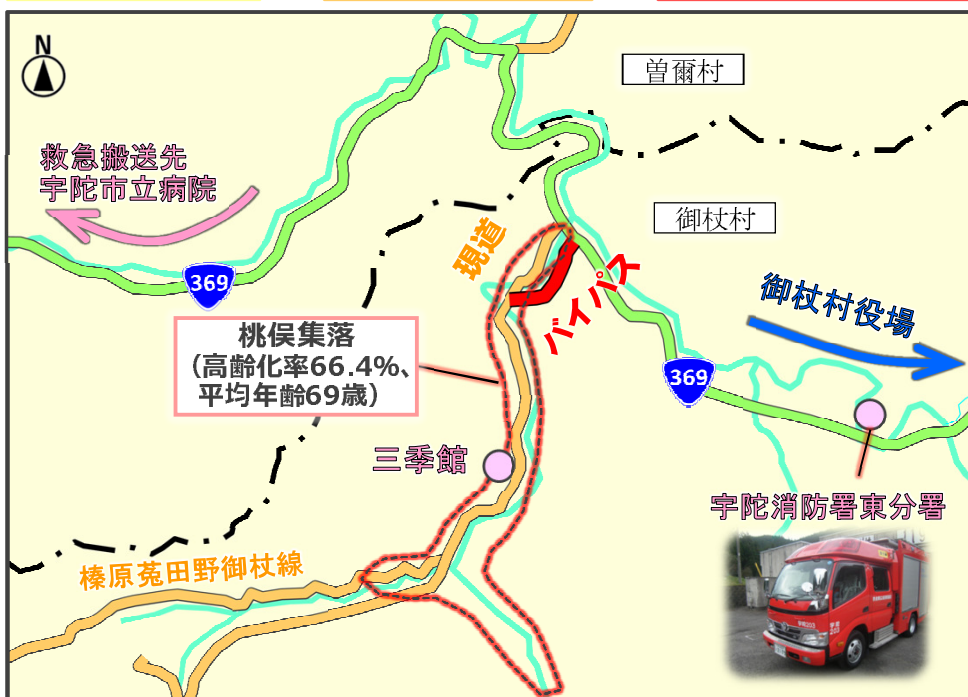 N
曽爾村
救急搬送先
宇陀市立病院
御杖村
現道
バイパス
369
御杖村役場
桃俣集落
(高齢化率66.4%、
平均年齢69歳)
369
三季館
宇陀消防署東分署
榛原菟田野御杖線